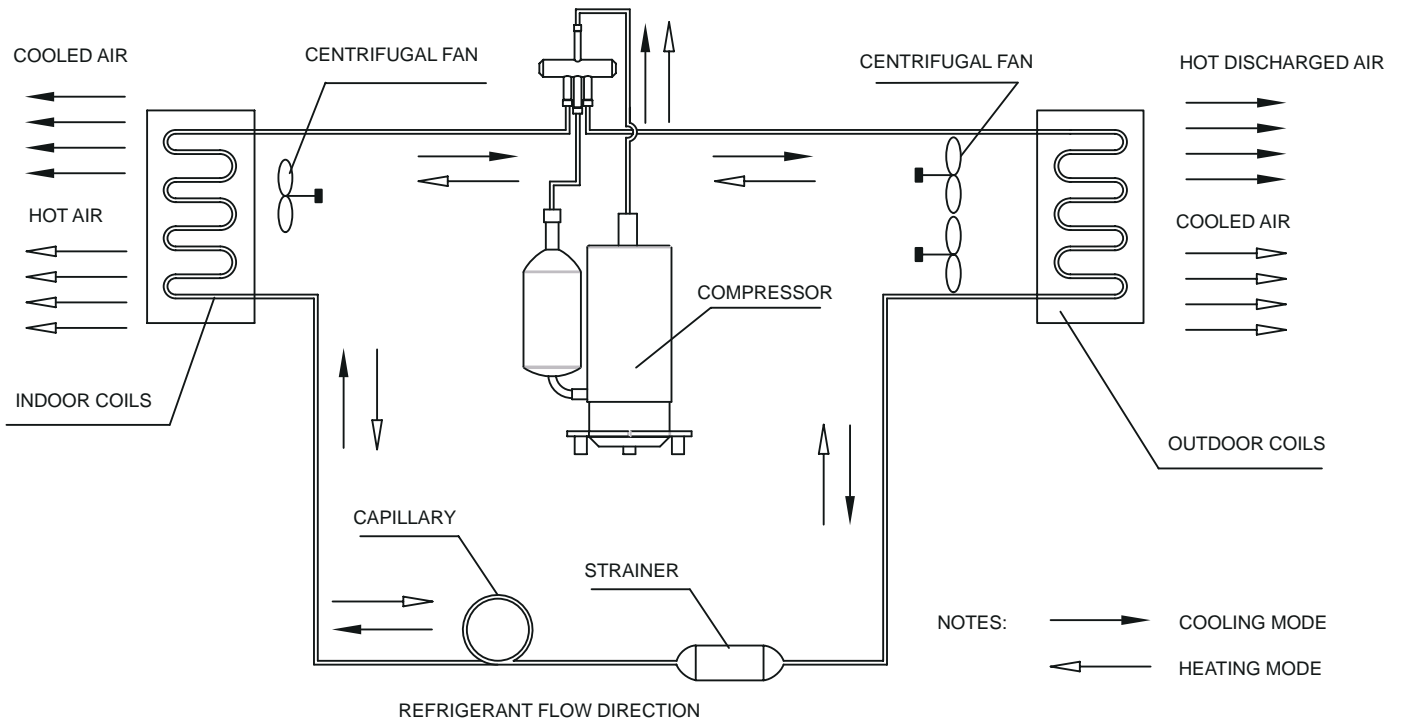 COOLED AIR
CENTRIFUGAL FAN
CENTRIFUGAL FAN
HOT DISCHARGED AIR
HOT AIR
COOLED AIR
COMPRESSOR
INDOOR COILS
OUTDOOR COILS
CAPILLARY
STRAINER
NOTES:
COOLING MODE
HEATING MODE
REFRIGERANT FLOW DIRECTION